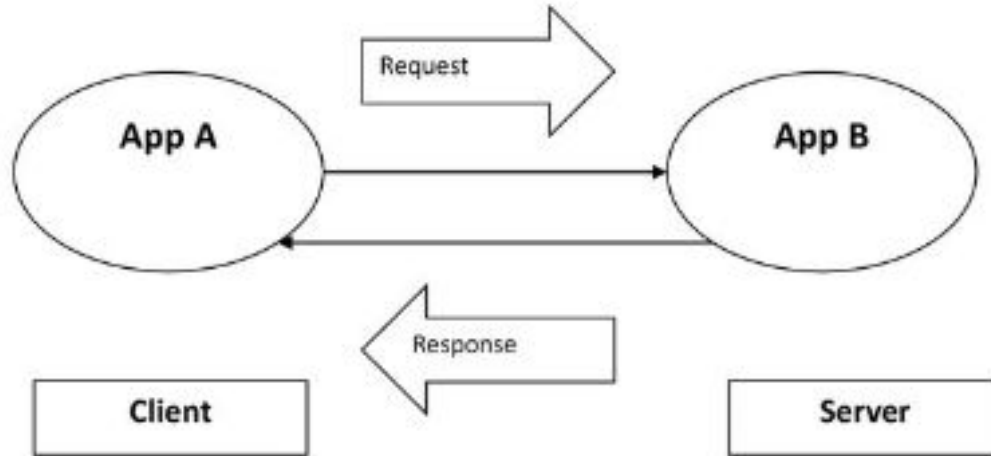 Request
App A
App B
Response
Client
Server